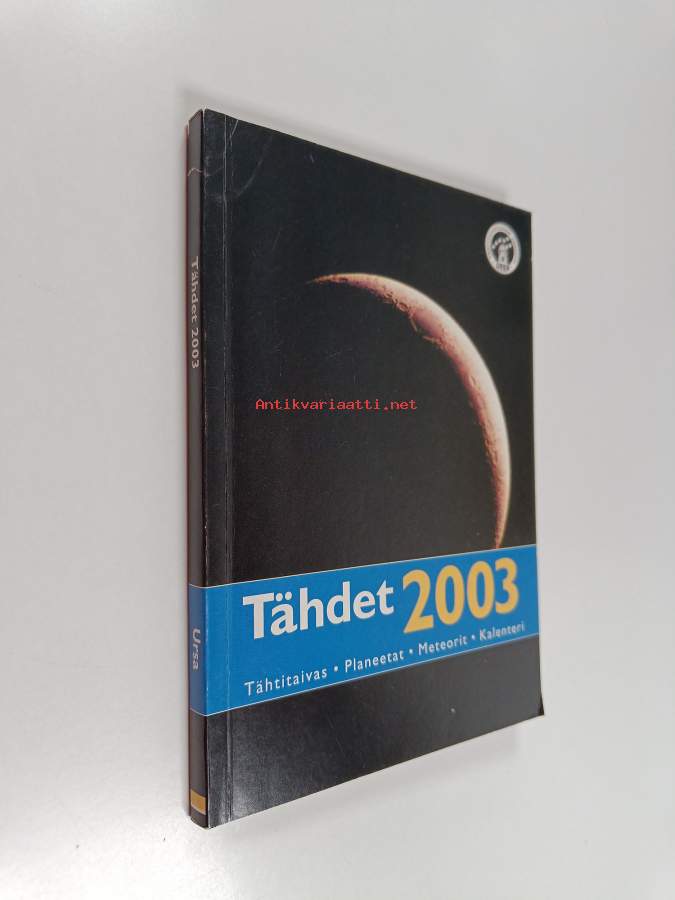 Tähdet 2003
Ursa
Antikvariaatti.net
Tähdet 2003
Tähtitaivas • Planeetat • Meteorit • Kalenteri